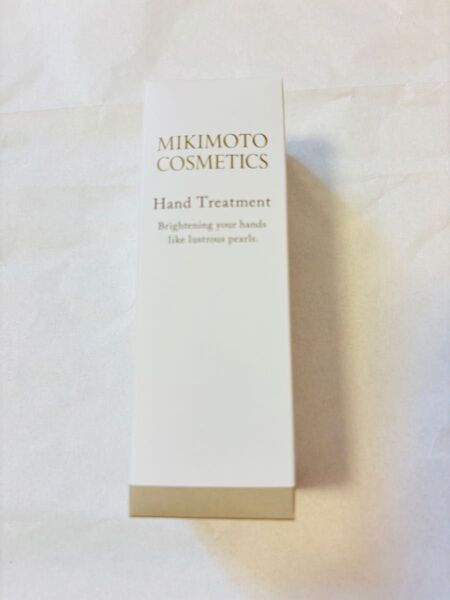 MIKIMOTO
COSMETICS
Hand Treatment
Brightening your hands
like lustrous pearls.